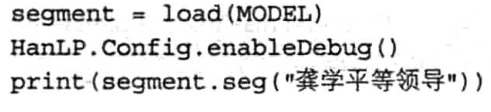 segment = load(MODEL)
HanLP.Config.enableDebug()
print(segment.seg("龚学平等领导"))